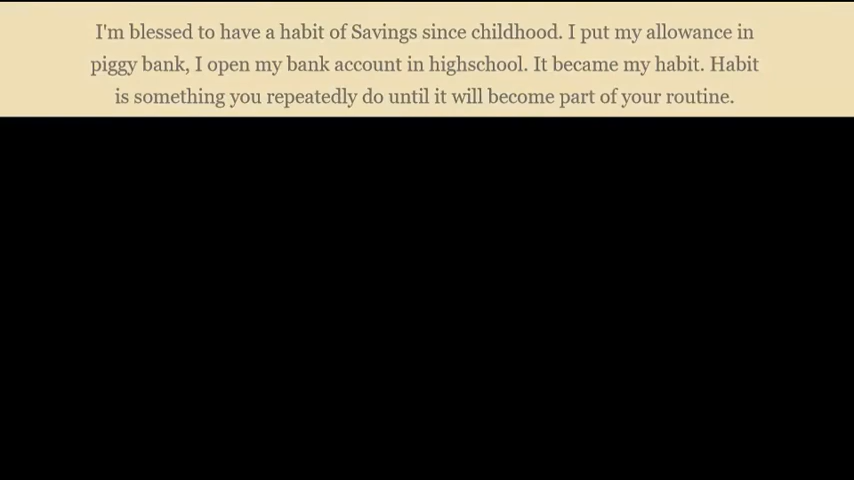 I'm blessed to have a habit of Savings since childhood. I put my allowance in
piggy bank, I open my bank account in highschool. It became my habit. Habit
is something you repeatedly do until it will become part of your routine.